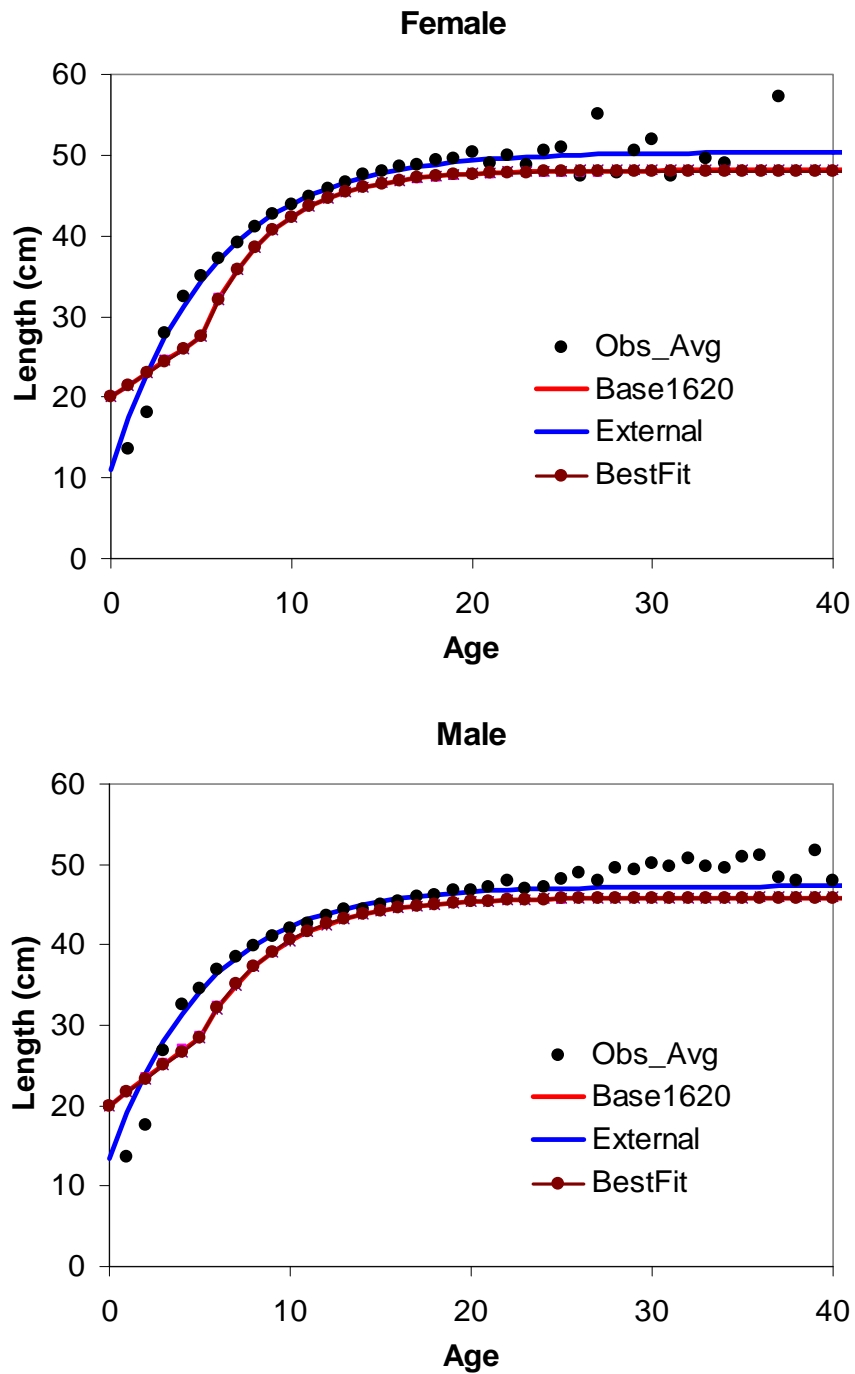 Female
60
50
40
30
20
10
0
Length (cm)
Obs_Avg
Base1620
External
BestFit
0 10 20 30 40
Age
Male
60
50
40
30
20
10
0
Length (cm)
Obs_Avg
Base1620
External
BestFit
0 10 20 30 40
Age